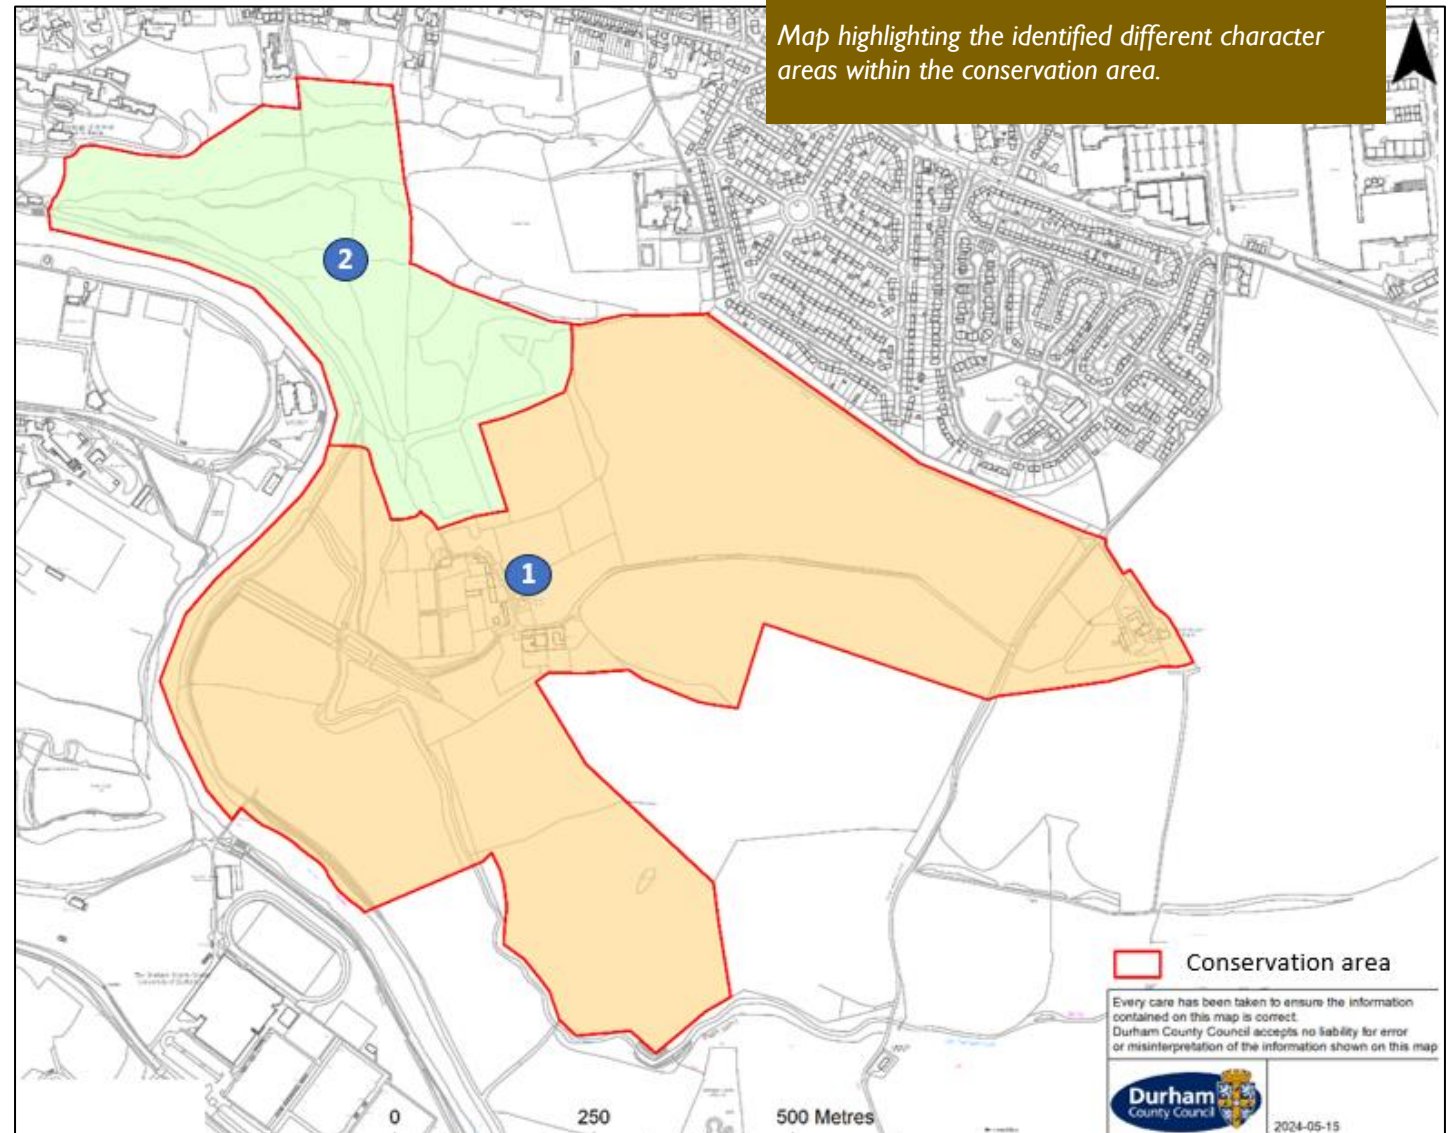 Map highlighting the identified different character
areas within the conservation area.
2
1
Conservation area
Every care has been taken to ensure the information
contained on this map is correct.
Durham County Council accepts no liability for error
or misinterpretation of the information shown on this map
0 250 500 Metres
Durham
County Council
2024-05-15